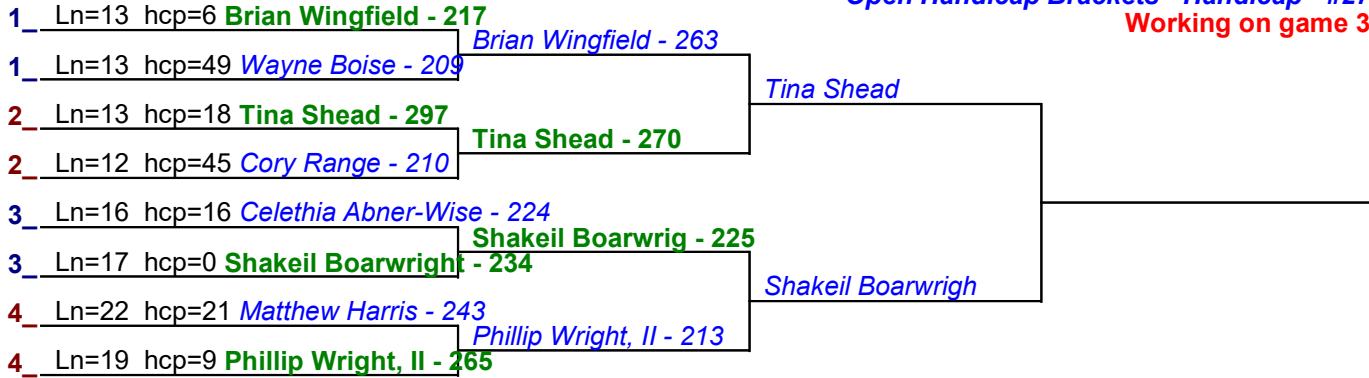 Open Handicap Brackets - Handicap - #27
Working on game 3
1_ Ln=13 hcp=6 Brian Wingfield - 217
Brian Wingfield - 263
1_ Ln=13 hcp=49 Wayne Boise - 209
Tina Shead
2_ Ln=13 hcp=18 Tina Shead - 297
Tina Shead - 270
2_ Ln=12 hcp=45 Cory Range - 210
3_ Ln=16 hcp=16 Celethia Abner-Wise - 224
Shakeil Boarwrig - 225
3_ Ln=17 hcp=0 Shakeil Boarwright - 234
Shakeil Boarwrigh
4_ Ln=22 hcp=21 Matthew Harris - 243
Phillip Wright, II - 213
4_ Ln=19 hcp=9 Phillip Wright, II - 265